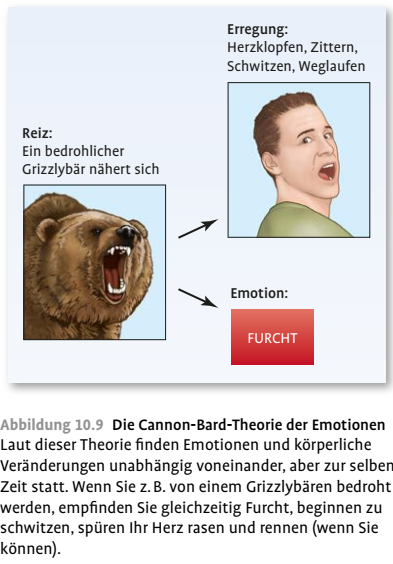 Erregung:
Herzklopfen, Zittern,
Schwitzen, Weglaufen
Reiz:
Ein bedrohlicher
Grizzlybär nähert sich
Emotion:
FURCHT
Abbildung 10.9 Die Cannon-Bard-Theorie der Emotionen
Laut dieser Theorie finden Emotionen und körperliche
Veränderungen unabhängig voneinander, aber zur selben
Zeit statt. Wenn Sie z. B. von einem Grizzlybären bedroht
werden, empfinden Sie gleichzeitig Furcht, beginnen zu
schwitzen, spüren Ihr Herz rasen und rennen (wenn Sie
können).